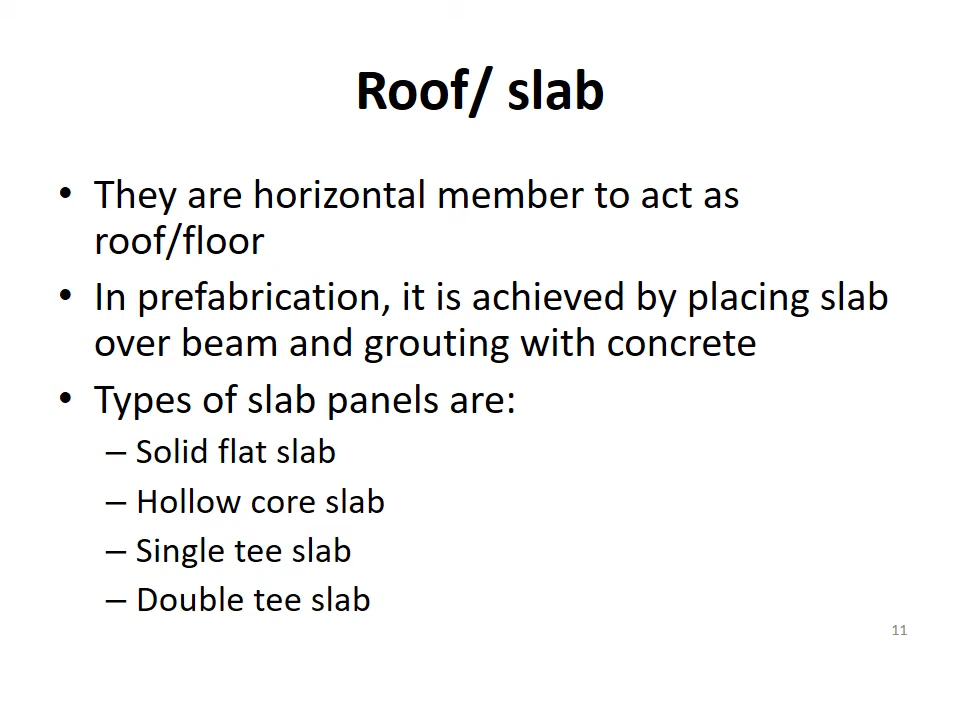 Roof/ slab
• They are horizontal member to act as
roof/floor
• In prefabrication, it is achieved by placing slab
over beam and grouting with concrete
• Types of slab panels are:
– Solid flat slab
– Hollow core slab
– Single tee slab
– Double tee slab
11